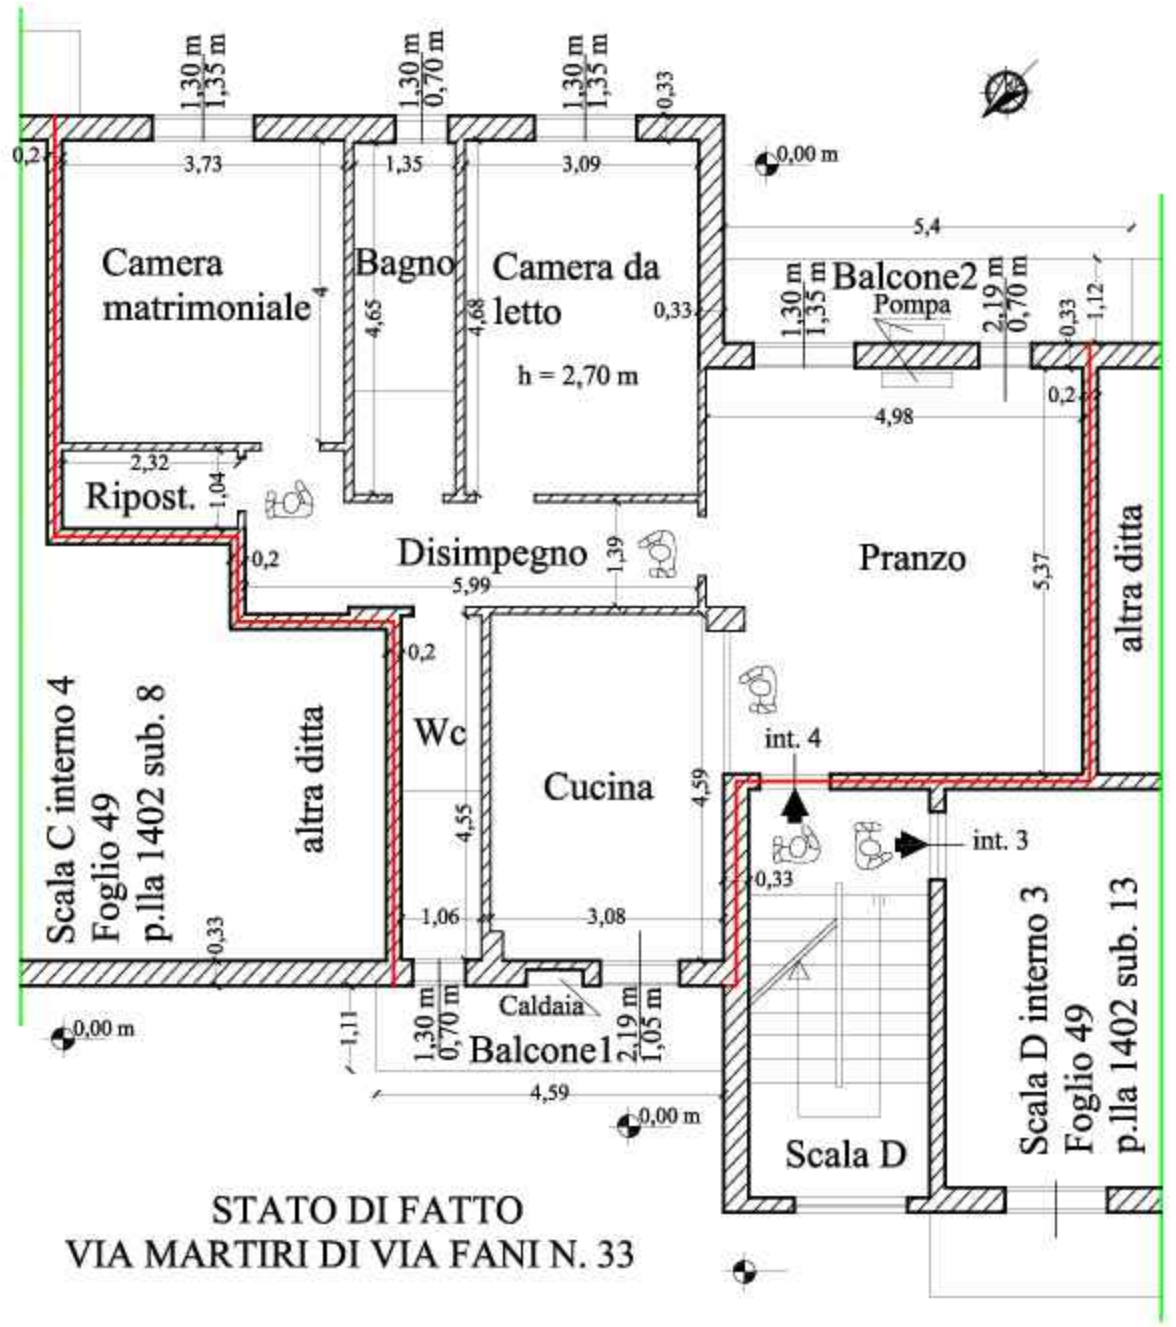 1,30 m
1,35 m
1,30 m
0,70 m
1,30 m
1,35 m
0,33
0,2
3,73
1,35
3,09
0,00 m
5,4
Camera
matrimoniale
4
Bagno
4,65
4,68
Camera da
letto
0,33
h = 2,70 m
Balcone2
Pompa
1,30 m
1,35 m
2,19 m
0,70 m
0,33
1,12
0,2
4,98
2,32
Ripost.
1,04
0,2
Disimpegno
5,99
1,39
Pranzo
5,37
altra ditta
0,2
Scala C interno 4
Foglio 49
p.lla 1402 sub. 8
altra ditta
Wc
4,55
Cucina
4,59
int. 4
int. 3
0,33
1,06
3,08
0,33
Scala D interno 3
Foglio 49
p.lla 1402 sub. 13
0,00 m
1,11
1,30 m
0,70 m
Caldaia
Balcone1
2,19 m
1,05 m
4,59
0,00 m
Scala D
STATO DI FATTO
VIA MARTIRI DI VIA FANI N. 33